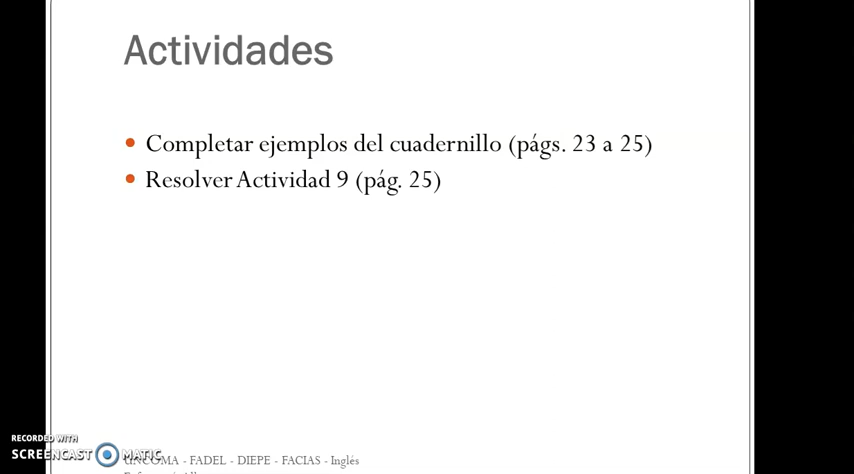 Actividades
Completar ejemplos del cuadernillo (págs. 23 a 25)
Resolver Actividad 9 (pág. 25)
RECORDED WITH
SCREENCAST MATIC
UNCOMA - FADEL - DIEPE - FACIAS - Inglés